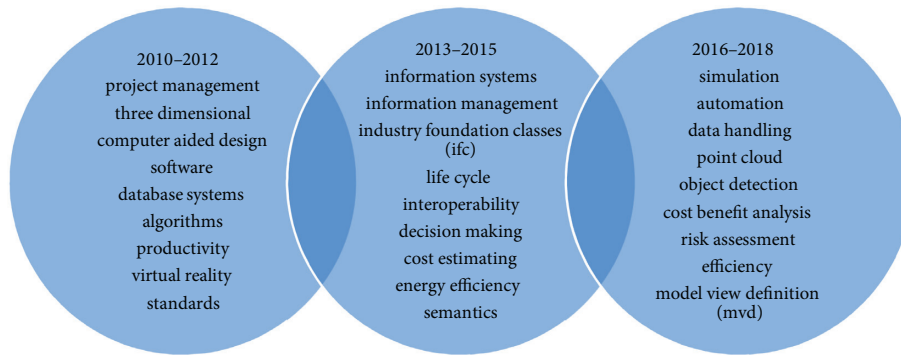 2010–2012
project management
three dimensional
computer aided design
software
database systems
algorithms
productivity
virtual reality
standards
2013–2015
information systems
information management
industry foundation classes
(ifc)
life cycle
interoperability
decision making
cost estimating
energy efficiency
semantics
2016–2018
simulation
automation
data handling
point cloud
object detection
cost benefit analysis
risk assessment
efficiency
model view definition
(mvd)